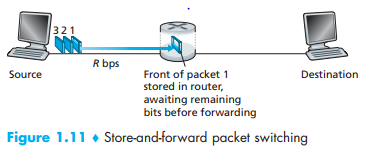 3 2 1
R bps
Source
Front of packet 1
stored in router,
awaiting remaining
bits before forwarding
Destination
Figure 1.11 ♦ Store-and-forward packet switching